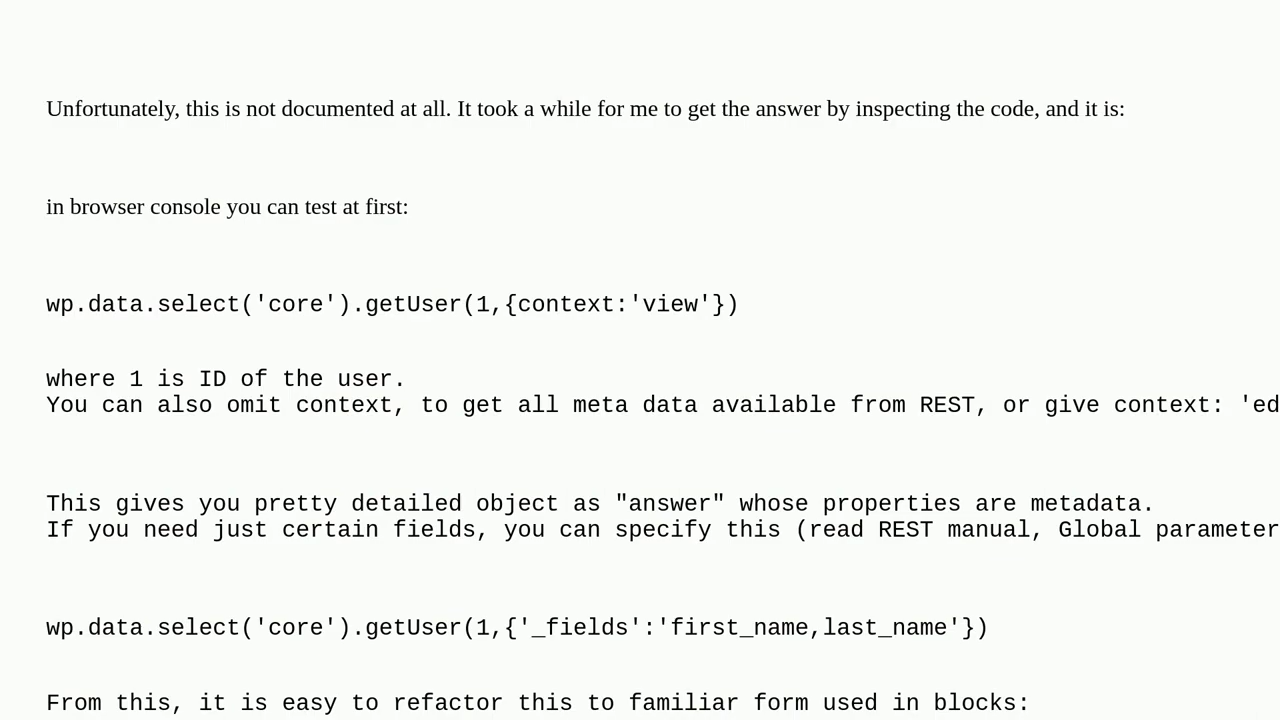 Unfortunately, this is not documented at all. It took a while for me to get the answer by inspecting the code, and it is:
in browser console you can test at first:
wp.data.select('core').getUser(1,{context:'view'})
where 1 is ID of the user.
You can also omit context, to get all meta data available from REST, or give context: 'ed
This gives you pretty detailed object as "answer" whose properties are metadata.
If you need just certain fields, you can specify this (read REST manual, Global parameter
wp.data.select('core').getUser(1,{'_fields':'first_name,last_name'})
From this, it is easy to refactor this to familiar form used in blocks: